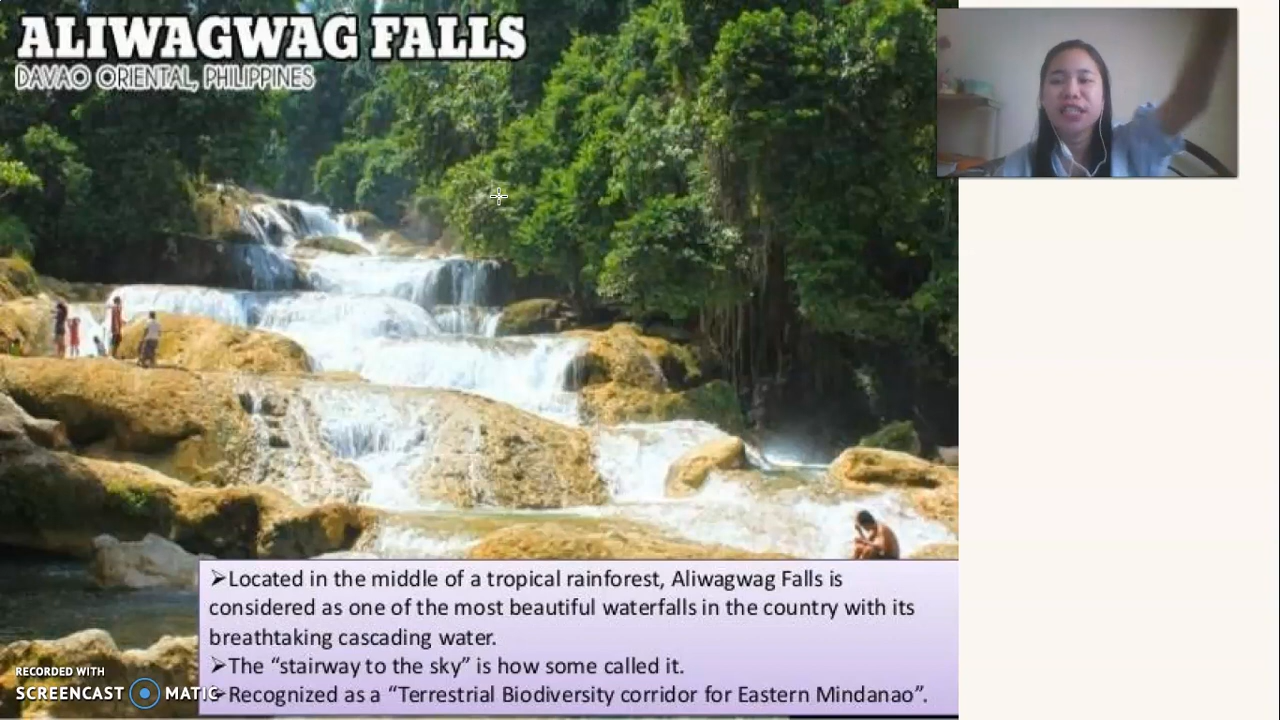 ALIWAGWAG FALLS
DAVAO ORIENTAL, PHILIPPINES
➢Located in the middle of a tropical rainforest, Aliwagwag Falls is
considered as one of the most beautiful waterfalls in the country with its
breathtaking cascading water.
➢The “stairway to the sky” is how some called it.
➢Recognized as a “Terrestrial Biodiversity corridor for Eastern Mindanao”.
RECORDED WITH
SCREENCAST MATIC